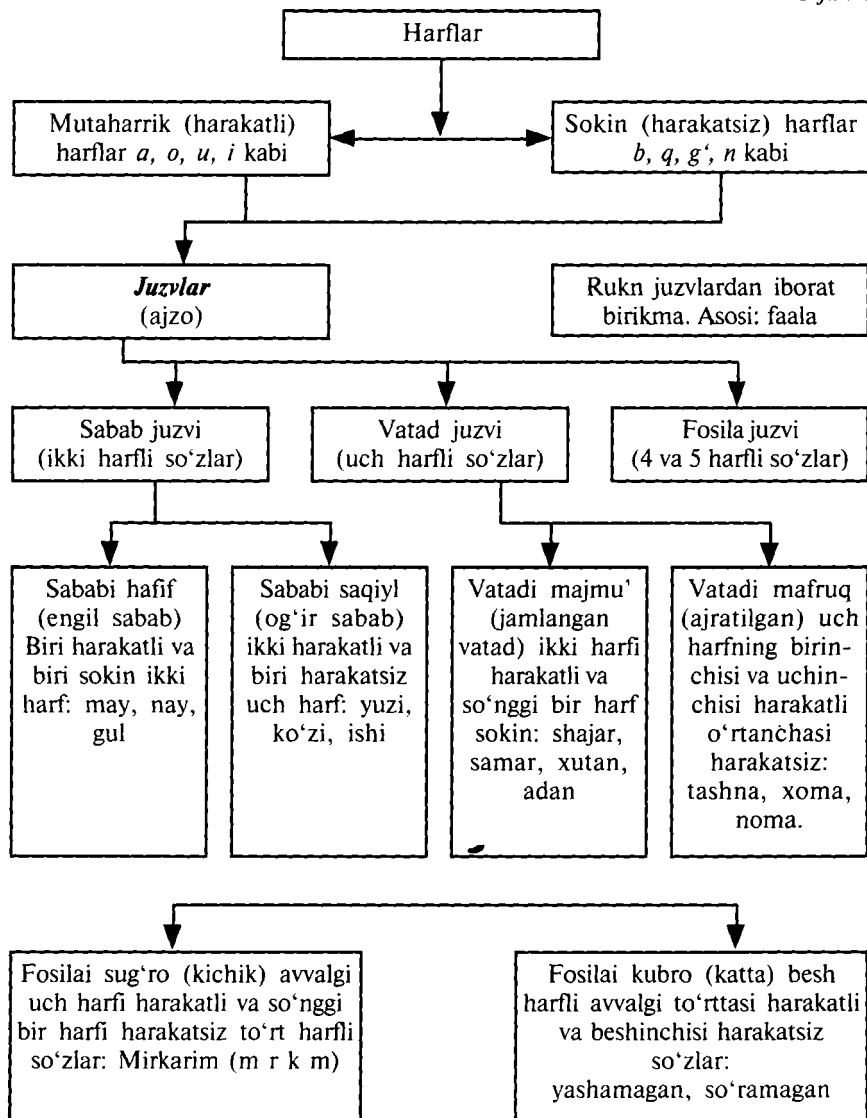 Harflar
Mutaharrik (harakatli)
harflar a, o, u, i kabi
Sokin (harakatsiz) harflar
b, q, g‘, n kabi
Juzvlar
(ajzo)
Rukn juzvlardan iborat
birikma. Asosi: faala
Sabab juzvi
(ikki harfli so‘zlar)
Vatad juzvi
(uch harfli so‘zlar)
Fosila juzvi
(4 va 5 harfli so‘zlar)
Sababi hafif
(engil sabab)
Biri harakatli va
biri sokin ikki
harf: may, nay,
gul
Sababi saqiyl
(og‘ir sabab)
ikki harakatli va
biri harakatsiz
uch harf: yuzi,
ko‘zi, ishi
Vatadi majmu’
(jamlangan
vatad) ikki harfi
harakatli va
so‘nggi bir harf
sokin: shajar,
samar, xutan,
adan
Vatadi mafruq
(ajratilgan) uch
harfning birin-
chisi va uchin-
chisi harakatli
o‘rtanchasi
harakatsiz:
tashna, xoma,
noma.
Fosilai sug‘ro (kichik) avvalgi
uch harfi harakatli va so‘nggi
bir harfi harakatsiz to‘rt harfli
so‘zlar: Mirkarim (m r k m)
Fosilai kubro (katta) besh
harfli avvalgi to‘rttasi harakatli
va beshinchisi harakatsiz
so‘zlar:
yashamagan, so‘ramagan